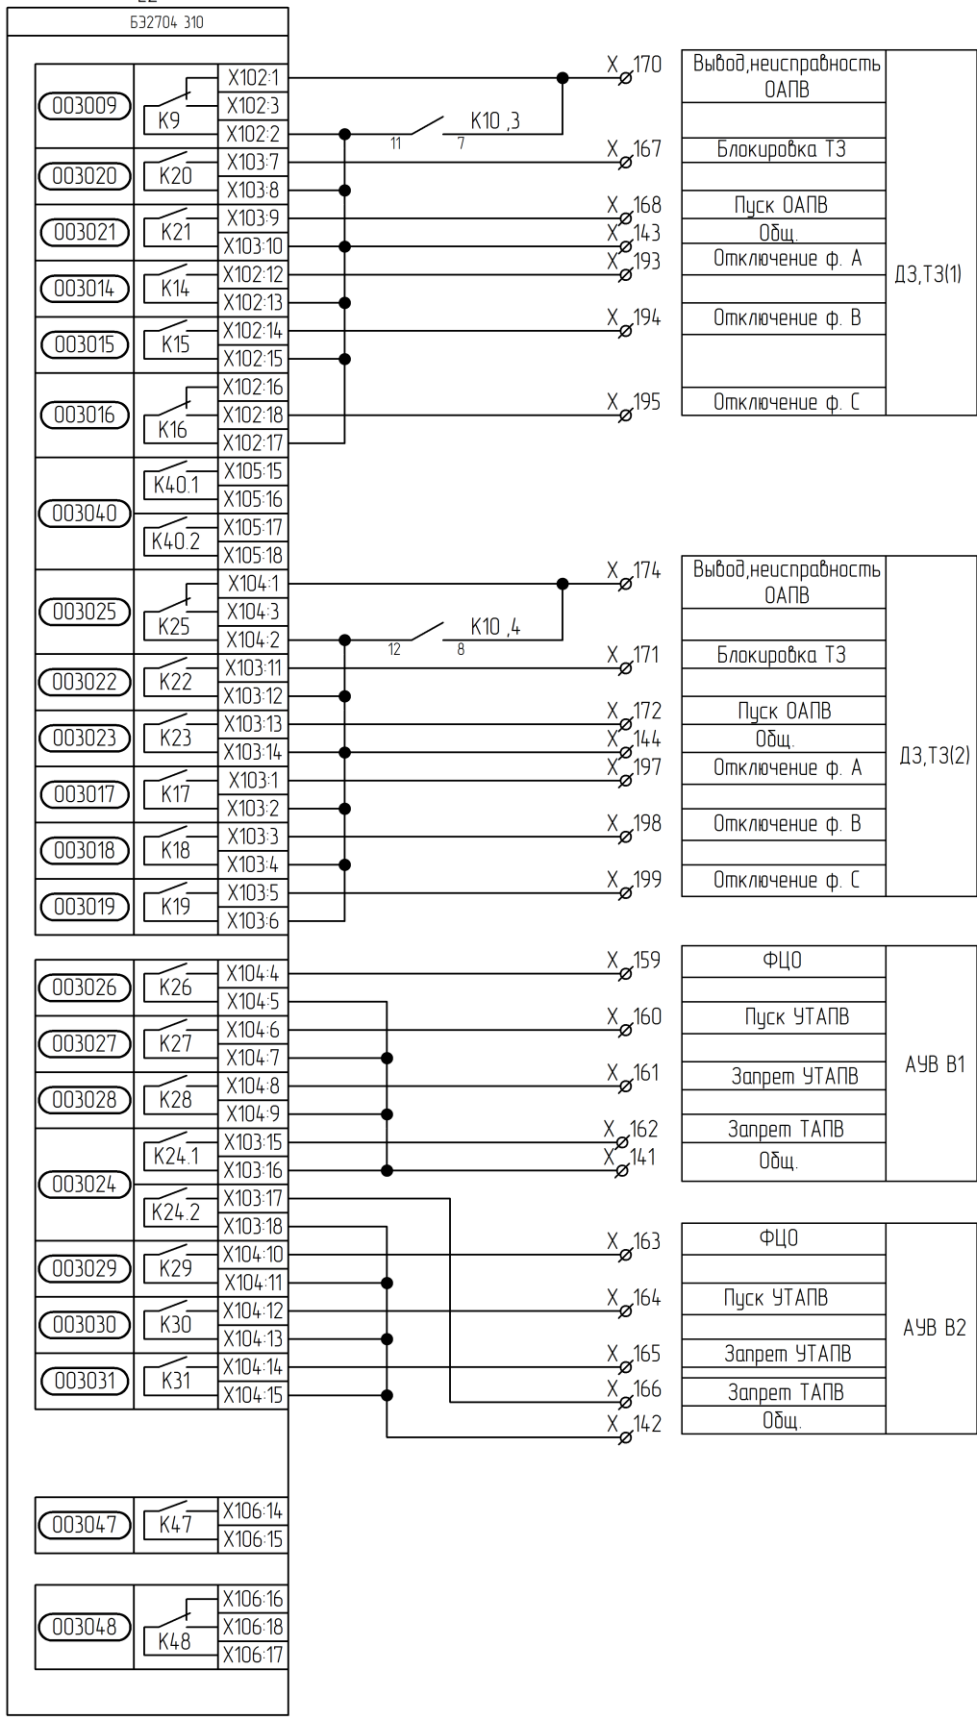 БЭ2704 310
003009
K9
X102:1
X102:3
X102:2
11
7
K10 ,3
X 170
Вывод,неисправность
ОАПВ
003020
K20
X103:7
X103:8
X 167
Блокировка ТЗ
003021
K21
X103:9
X103:10
X 168
Пуск ОАПВ
X 143
Общ.
003014
K14
X102:12
X102:13
X 193
Отключение ф. А
ДЗ,ТЗ(1)
003015
K15
X102:14
X102:15
X 194
Отключение ф. В
003016
K16
X102:16
X102:18
X102:17
X 195
Отключение ф. С
003040
K40.1
X105:15
X105:16
K40.2
X105:17
X105:18
003025
K25
X104:1
X104:3
X104:2
12
8
K10 ,4
X 174
Вывод,неисправность
ОАПВ
003022
K22
X103:11
X103:12
X 171
Блокировка ТЗ
003023
K23
X103:13
X103:14
X 172
Пуск ОАПВ
X 144
Общ.
003017
K17
X103:1
X103:2
X 197
Отключение ф. А
ДЗ,ТЗ(2)
003018
K18
X103:3
X103:4
X 198
Отключение ф. В
003019
K19
X103:5
X103:6
X 199
Отключение ф. С
003026
K26
X104:4
X104:5
X 159
ФЦО
003027
K27
X104:6
X104:7
X 160
Пуск УТАПВ
003028
K28
X104:8
X104:9
X 161
Запрет УТАПВ
АУВ В1
003024
K24.1
X103:15
X103:16
X 162
Запрет ТАПВ
X 141
Общ.
K24.2
X103:17
X103:18
003029
K29
X104:10
X104:11
X 163
ФЦО
003030
K30
X104:12
X104:13
X 164
Пуск УТАПВ
АУВ В2
003031
K31
X104:14
X104:15
X 165
Запрет УТАПВ
X 166
Запрет ТАПВ
X 142
Общ.
003047
K47
X106:14
X106:15
003048
K48
X106:16
X106:18
X106:17